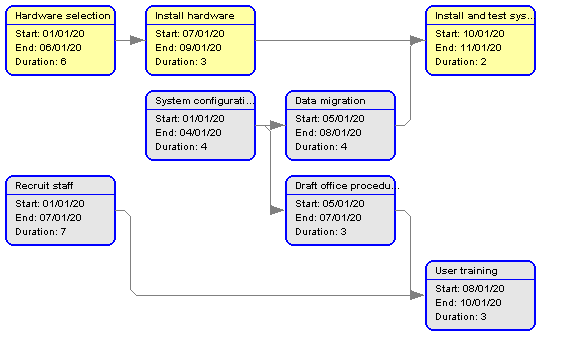 Hardware selection
Start: 01/01/20
End: 06/01/20
Duration: 6
Install hardware
Start: 07/01/20
End: 09/01/20
Duration: 3
Install and test sys...
Start: 10/01/20
End: 11/01/20
Duration: 2
System configurati...
Start: 01/01/20
End: 04/01/20
Duration: 4
Data migration
Start: 05/01/20
End: 08/01/20
Duration: 4
Recruit staff
Start: 01/01/20
End: 07/01/20
Duration: 7
Draft office procedu...
Start: 05/01/20
End: 07/01/20
Duration: 3
User training
Start: 08/01/20
End: 10/01/20
Duration: 3